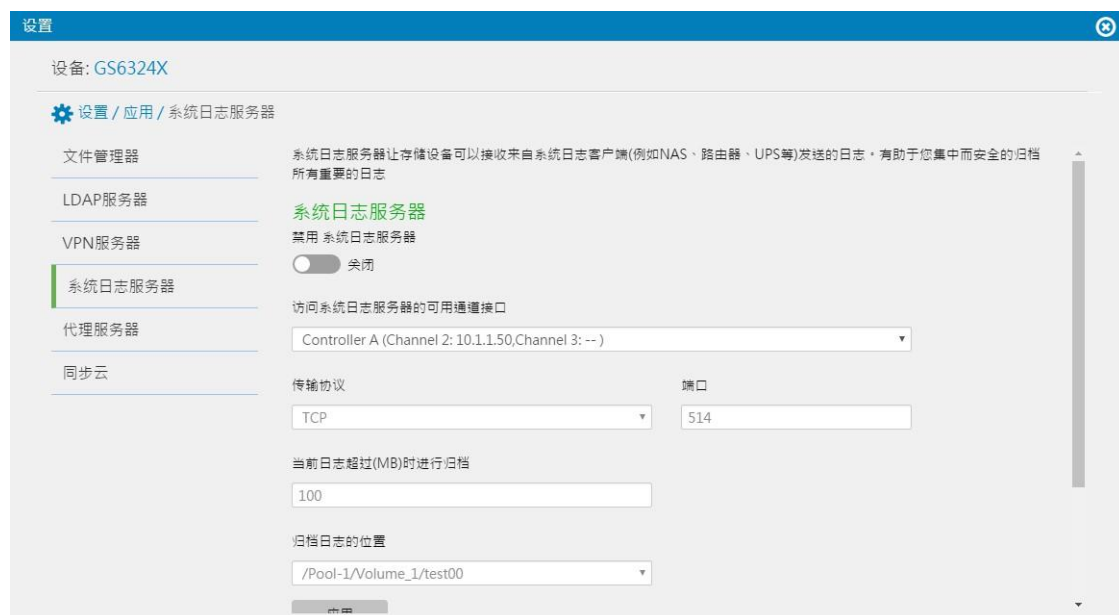 设置
设备: GS6324X
设置 / 应用 / 系统日志服务器
文件管理器
LDAP服务器
VPN服务器
系统日志服务器
代理服务器
同步云
系统日志服务器让存储设备可以接收来自系统日志客户端(例如NAS、路由器、UPS等)发送的日志。有助于您集中而安全的归档
所有重要的日志
系统日志服务器
禁用 系统日志服务器
关闭
访问系统日志服务器的可用通道接口
Controller A (Channel 2: 10.1.1.50,Channel 3: -- )
传输协议
端口
TCP
514
当前日志超过(MB)时进行归档
100
归档日志的位置
/Pool-1/Volume_1/test00
应用